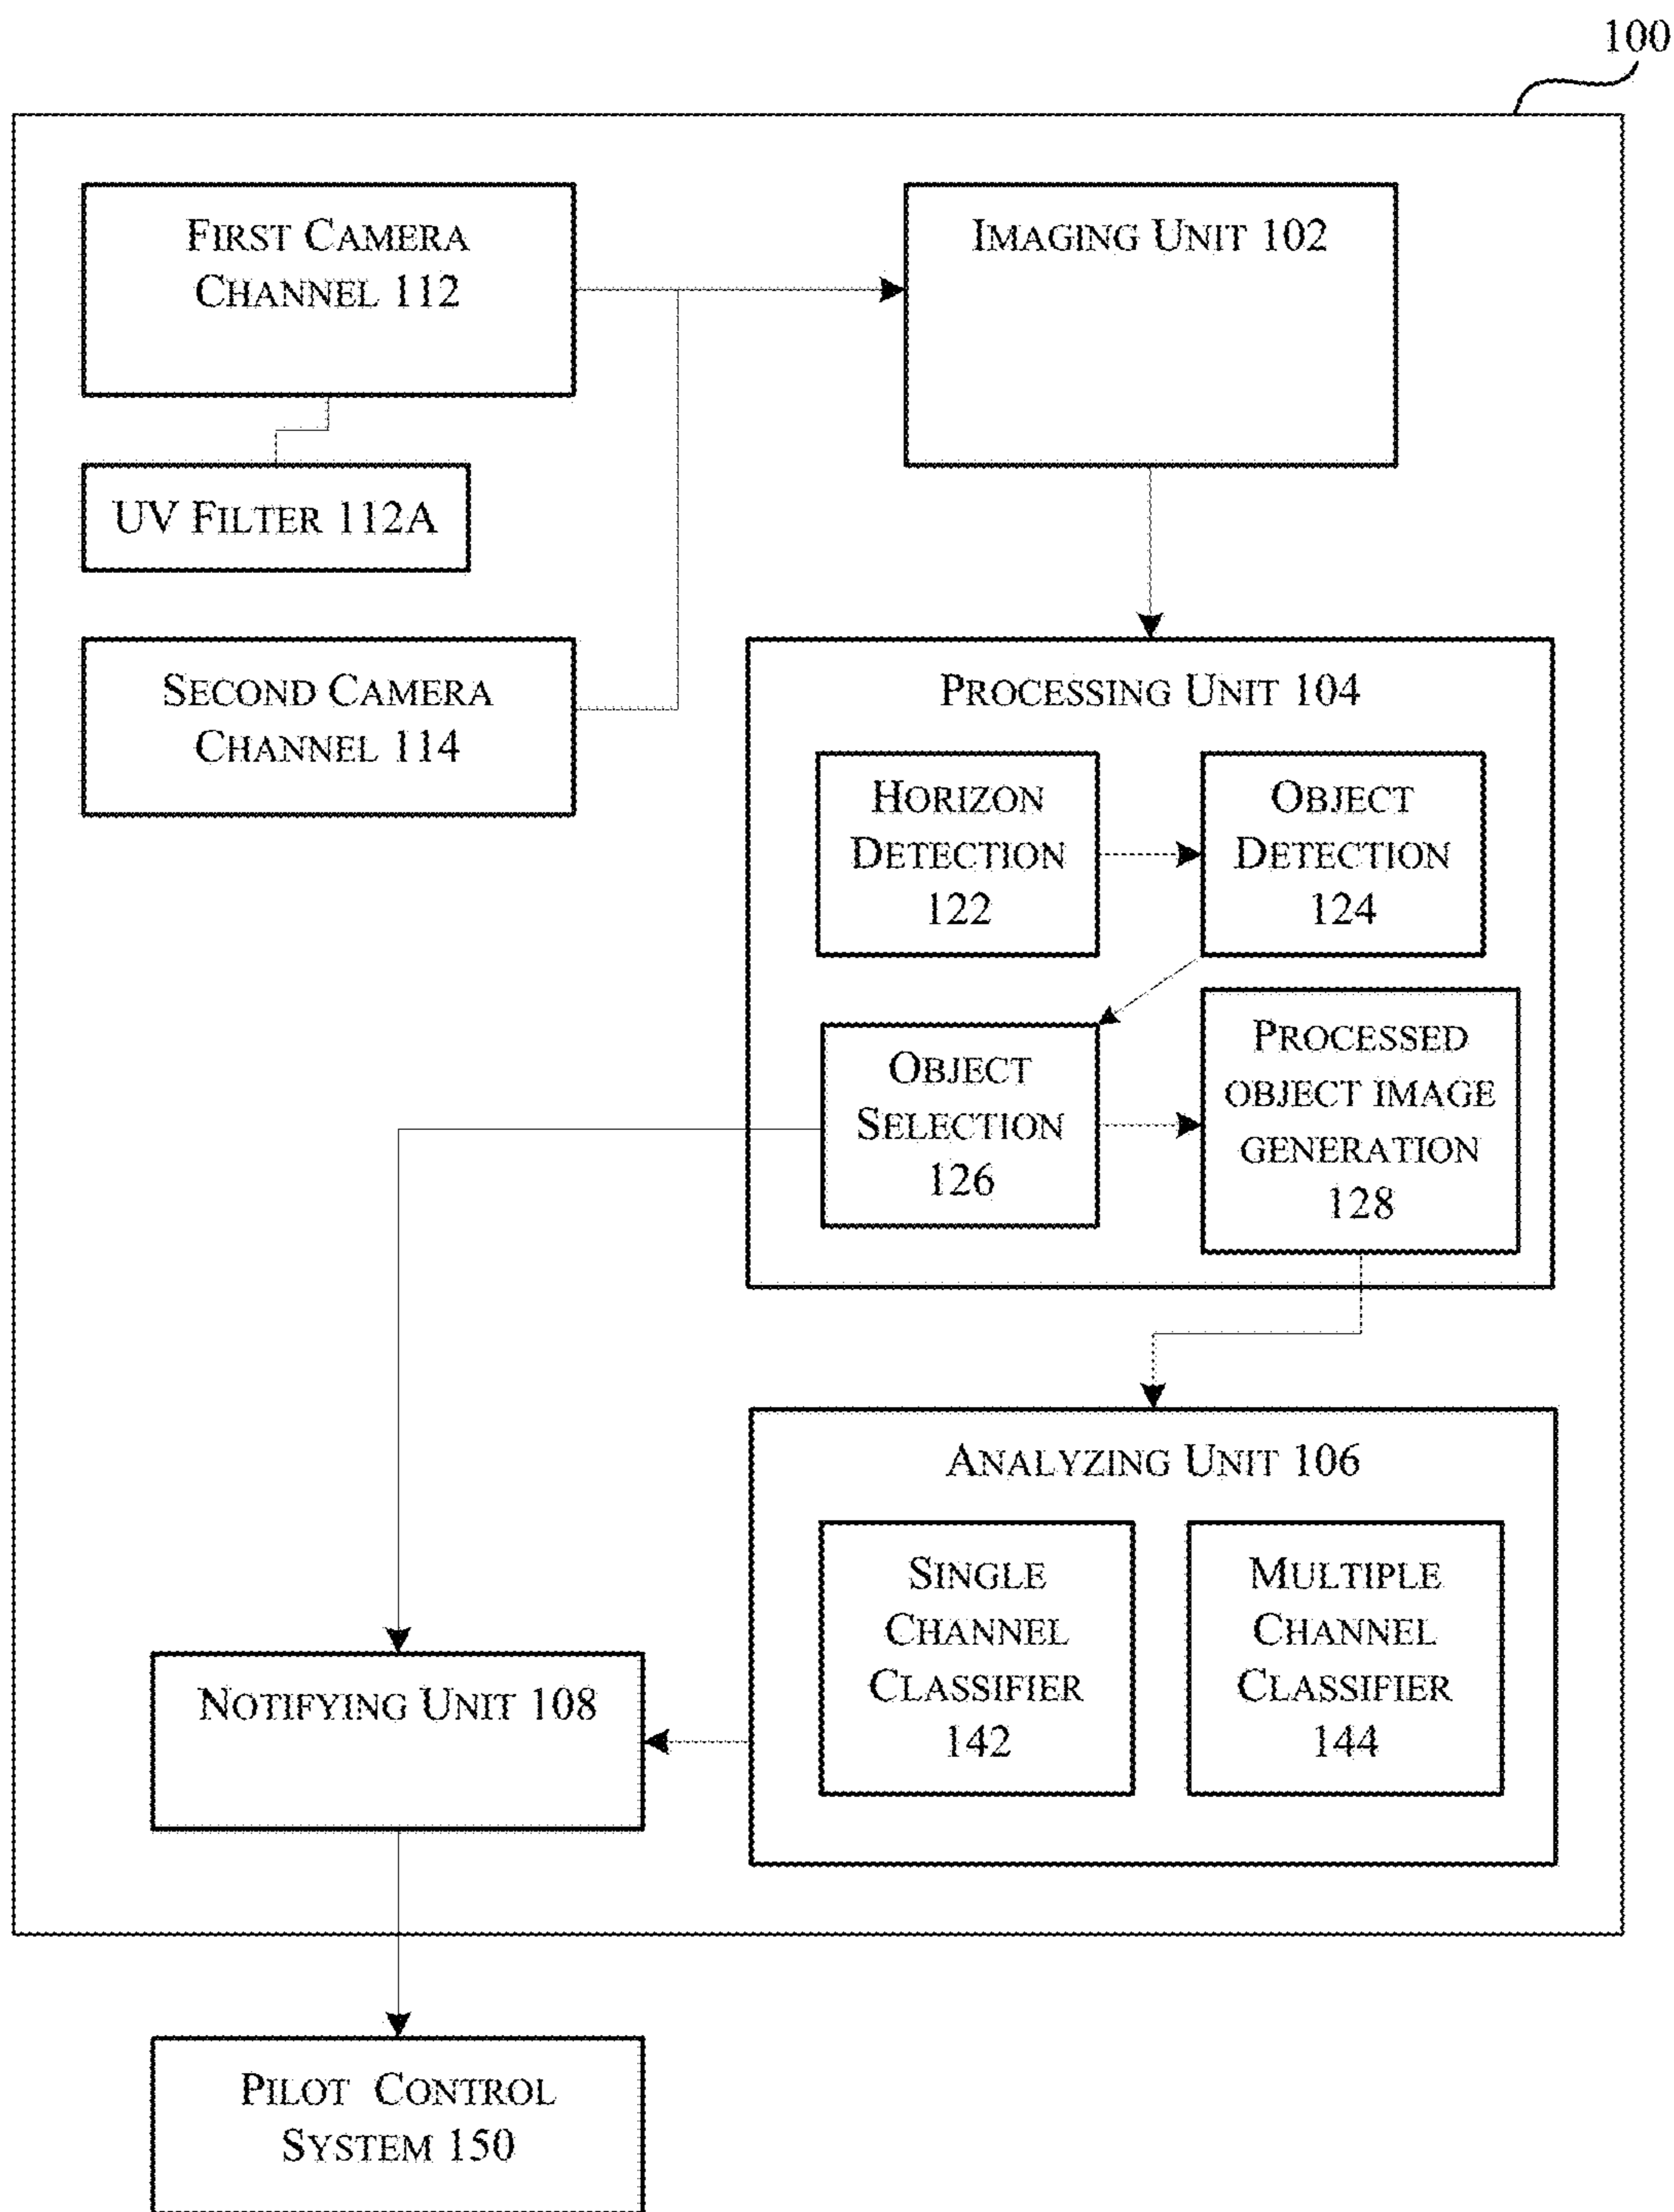 100
FIRST CAMERA
CHANNEL 112
IMAGING UNIT 102
UV FILTER 112A
SECOND CAMERA
CHANNEL 114
PROCESSING UNIT 104
HORIZON
DETECTION
122
OBJECT
DETECTION
124
OBJECT
SELECTION
126
PROCESSED
OBJECT IMAGE
GENERATION
128
ANALYZING UNIT 106
SINGLE
CHANNEL
CLASSIFIER
142
MULTIPLE
CHANNEL
CLASSIFIER
144
NOTIFYING UNIT 108
PILOT CONTROL
SYSTEM 150